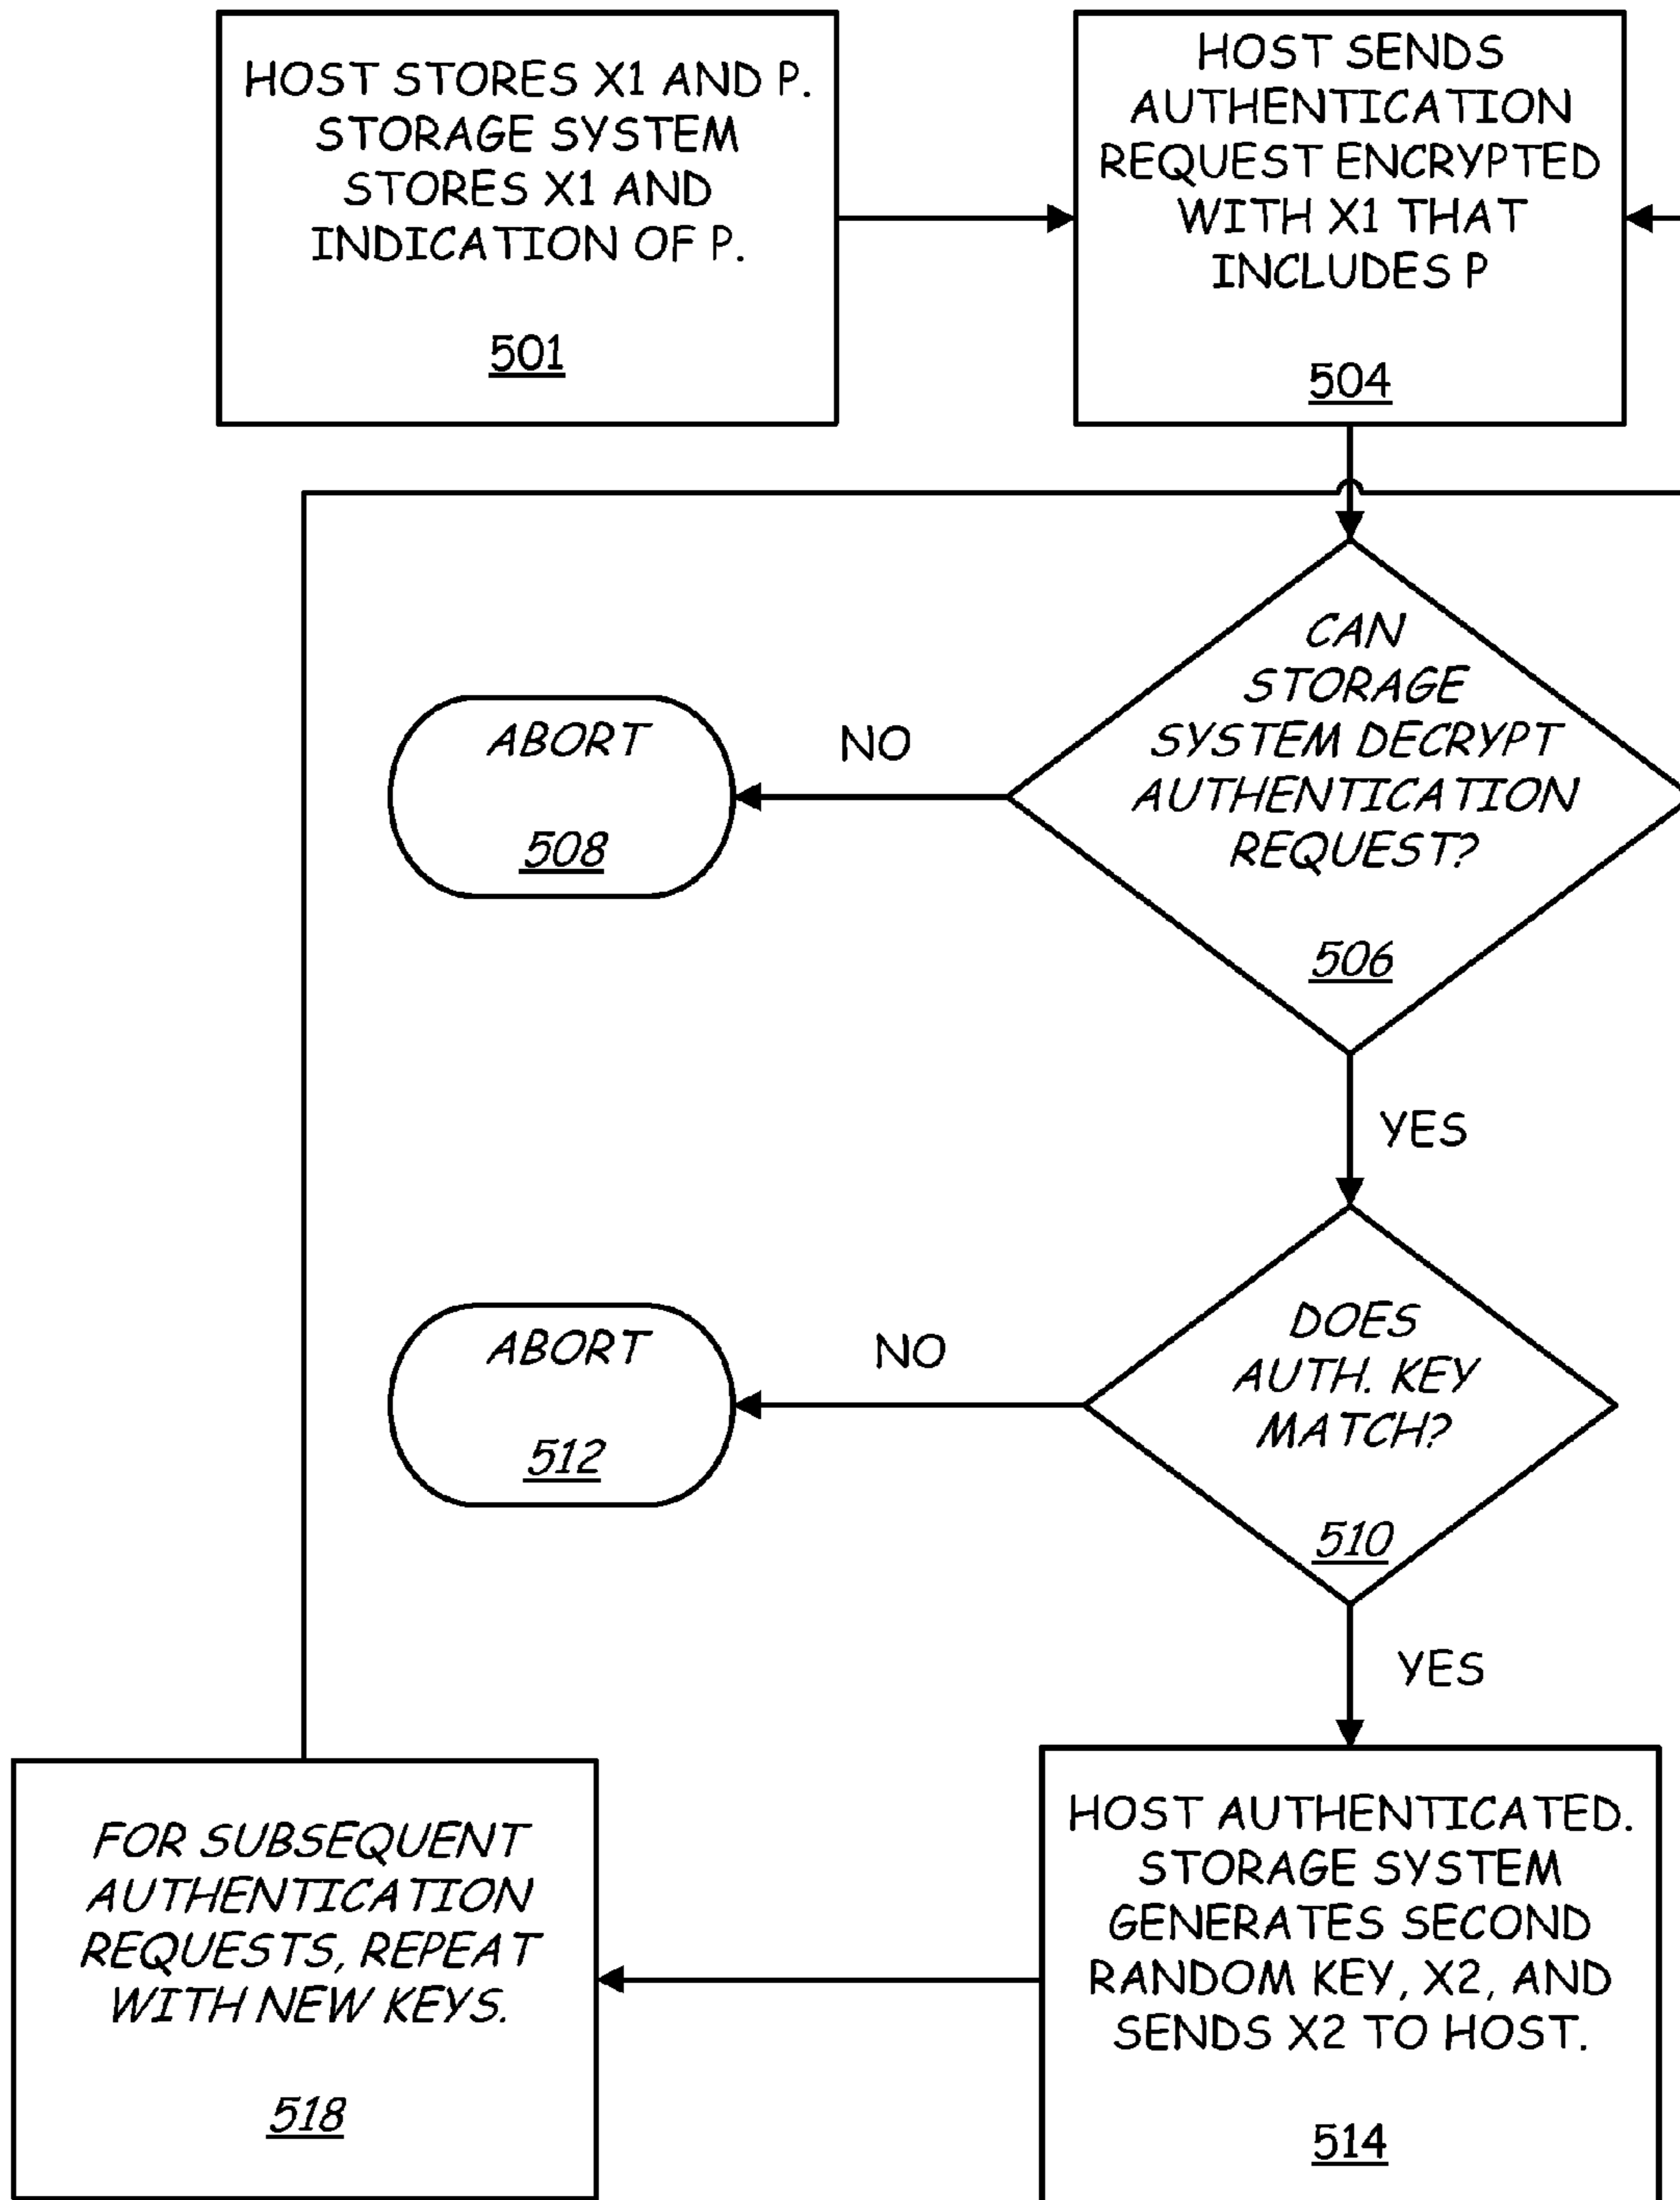 HOST STORES X1 AND P.
STORAGE SYSTEM
STORES X1 AND
INDICATION OF P.
501
HOST SENDS
AUTHENTICATION
REQUEST ENCRYPTED
WITH X1 THAT
INCLUDES P
504
CAN
STORAGE
SYSTEM DECRYPT
AUTHENTICATION
REQUEST?
506
NO
ABORT
508
YES
DOES
AUTH. KEY
MATCH?
510
NO
ABORT
512
YES
HOST AUTHENTICATED.
STORAGE SYSTEM
GENERATES SECOND
RANDOM KEY, X2, AND
SENDS X2 TO HOST.
514
FOR SUBSEQUENT
AUTHENTICATION
REQUESTS, REPEAT
WITH NEW KEYS.
518